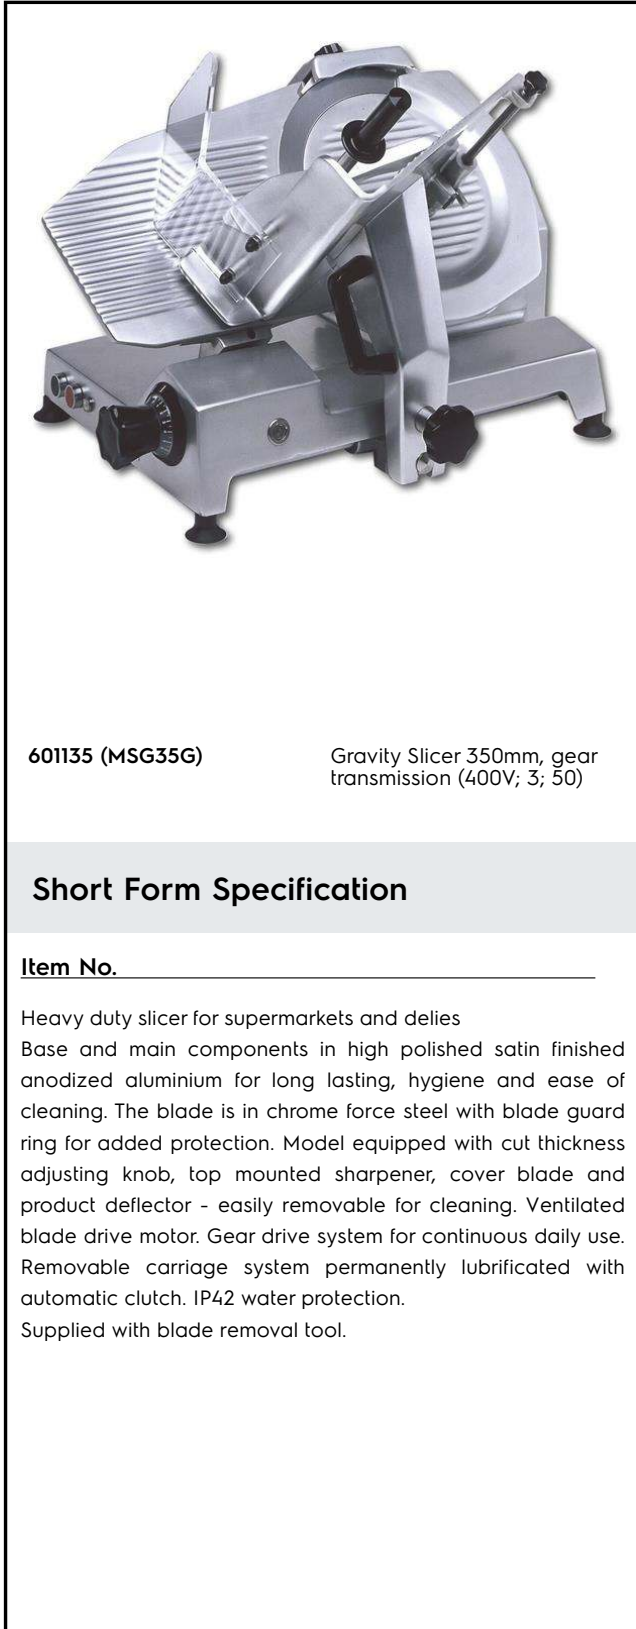 601135 (MSG35G)
Gravity Slicer 350mm, gear
transmission (400V; 3; 50)
Short Form Specification
Item No.
Heavy duty slicer for supermarkets and delies
Base and main components in high polished satin finished
anodized aluminium for long lasting, hygiene and ease of
cleaning. The blade is in chrome force steel with blade guard
ring for added protection. Model equipped with cut thickness
adjusting knob, top mounted sharpener, cover blade and
product deflector - easily removable for cleaning. Ventilated
blade drive motor. Gear drive system for continuous daily use.
Removable carriage system permanently lubrificated with
automatic clutch. IP42 water protection.
Supplied with blade removal tool.